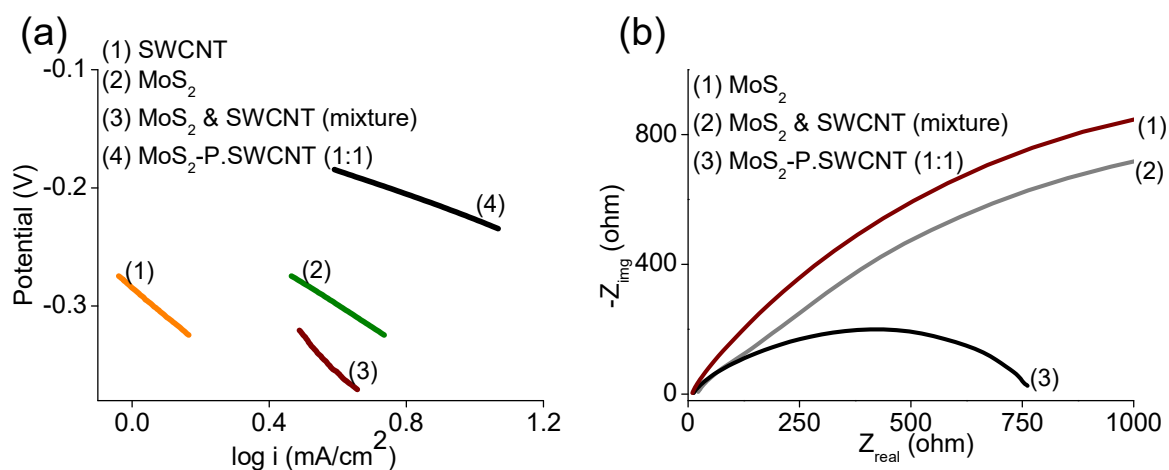 (a)
(1) SWCNT
(2) MoS2
(3) MoS2 & SWCNT (mixture)
(4) MoS2-P.SWCNT (1:1)
-0.1
-0.2
-0.3
Potential (V)
(1)
(2)
(3)
(4)
0.0 0.4 0.8 1.2
log i (mA/cm2)
(b)
(1) MoS2
(2) MoS2 & SWCNT (mixture)
(3) MoS2-P.SWCNT (1:1)
800
400
0
-Zimg (ohm)
(1)
(2)
(3)
0 250 500 750 1000
Zreal (ohm)